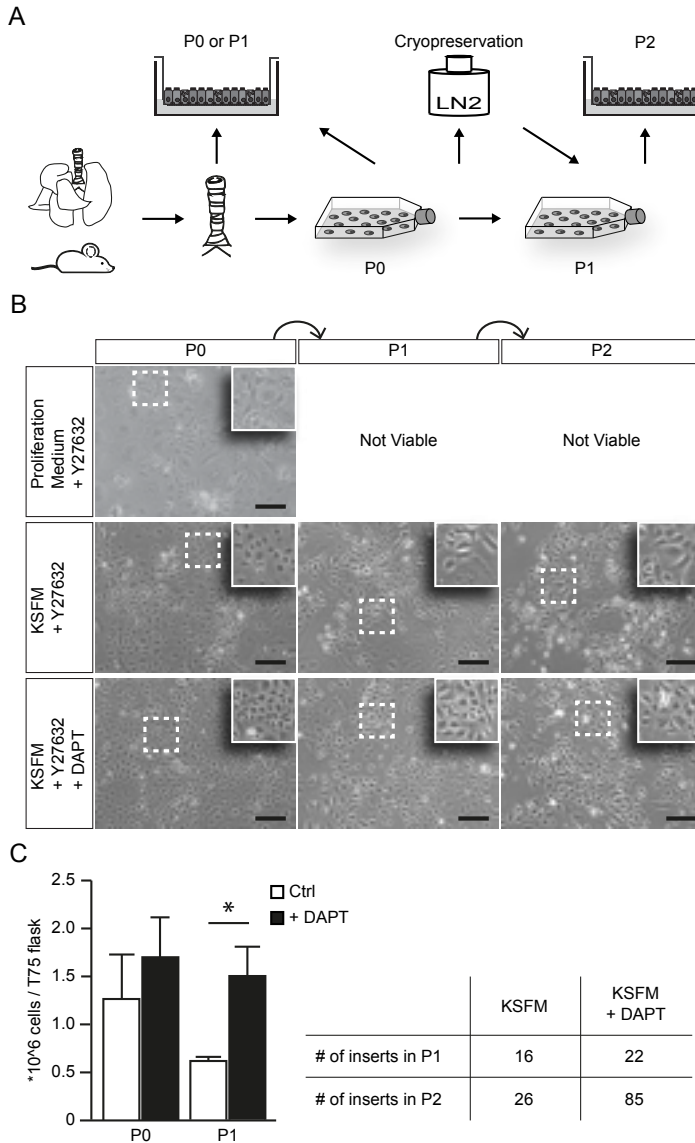 A
P0 or P1
Cryopreservation
P2
LN2
P0
P1
B
P0
P1
P2
Proliferation
Medium
+ Y27632
Not Viable
Not Viable
KSFM
+ Y27632
KSFM
+ Y27632
+ DAPT
C
2.5
2.0
1.5
1.0
0.5
0
*10^6 cells / T75 flask
Ctrl
+ DAPT
*
P0
P1
KSFM
KSFM
+ DAPT
# of inserts in P1
16
22
# of inserts in P2
26
85